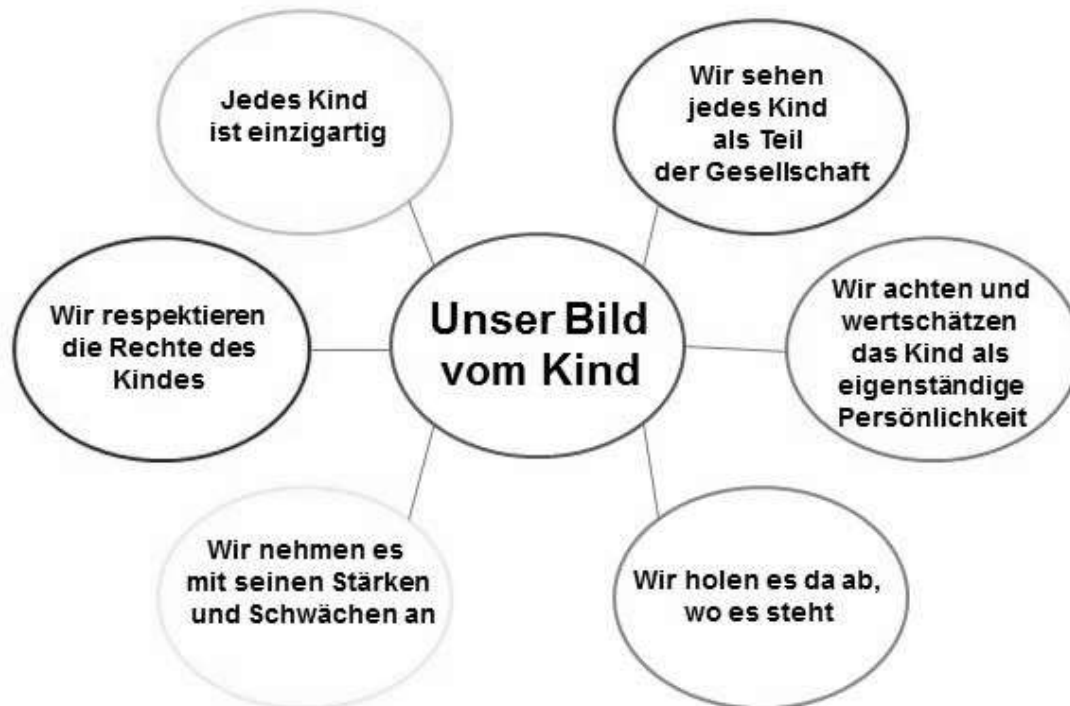 Jedes Kind
ist einzigartig
Wir sehen
jedes Kind
als Teil
der Gesellschaft
Wir respektieren
die Rechte des
Kindes
Unser Bild
vom Kind
Wir achten und
wertschätzen
das Kind als
eigenständige
Persönlichkeit
Wir nehmen es
mit seinen Stärken
und Schwächen an
Wir holen es da ab,
wo es steht